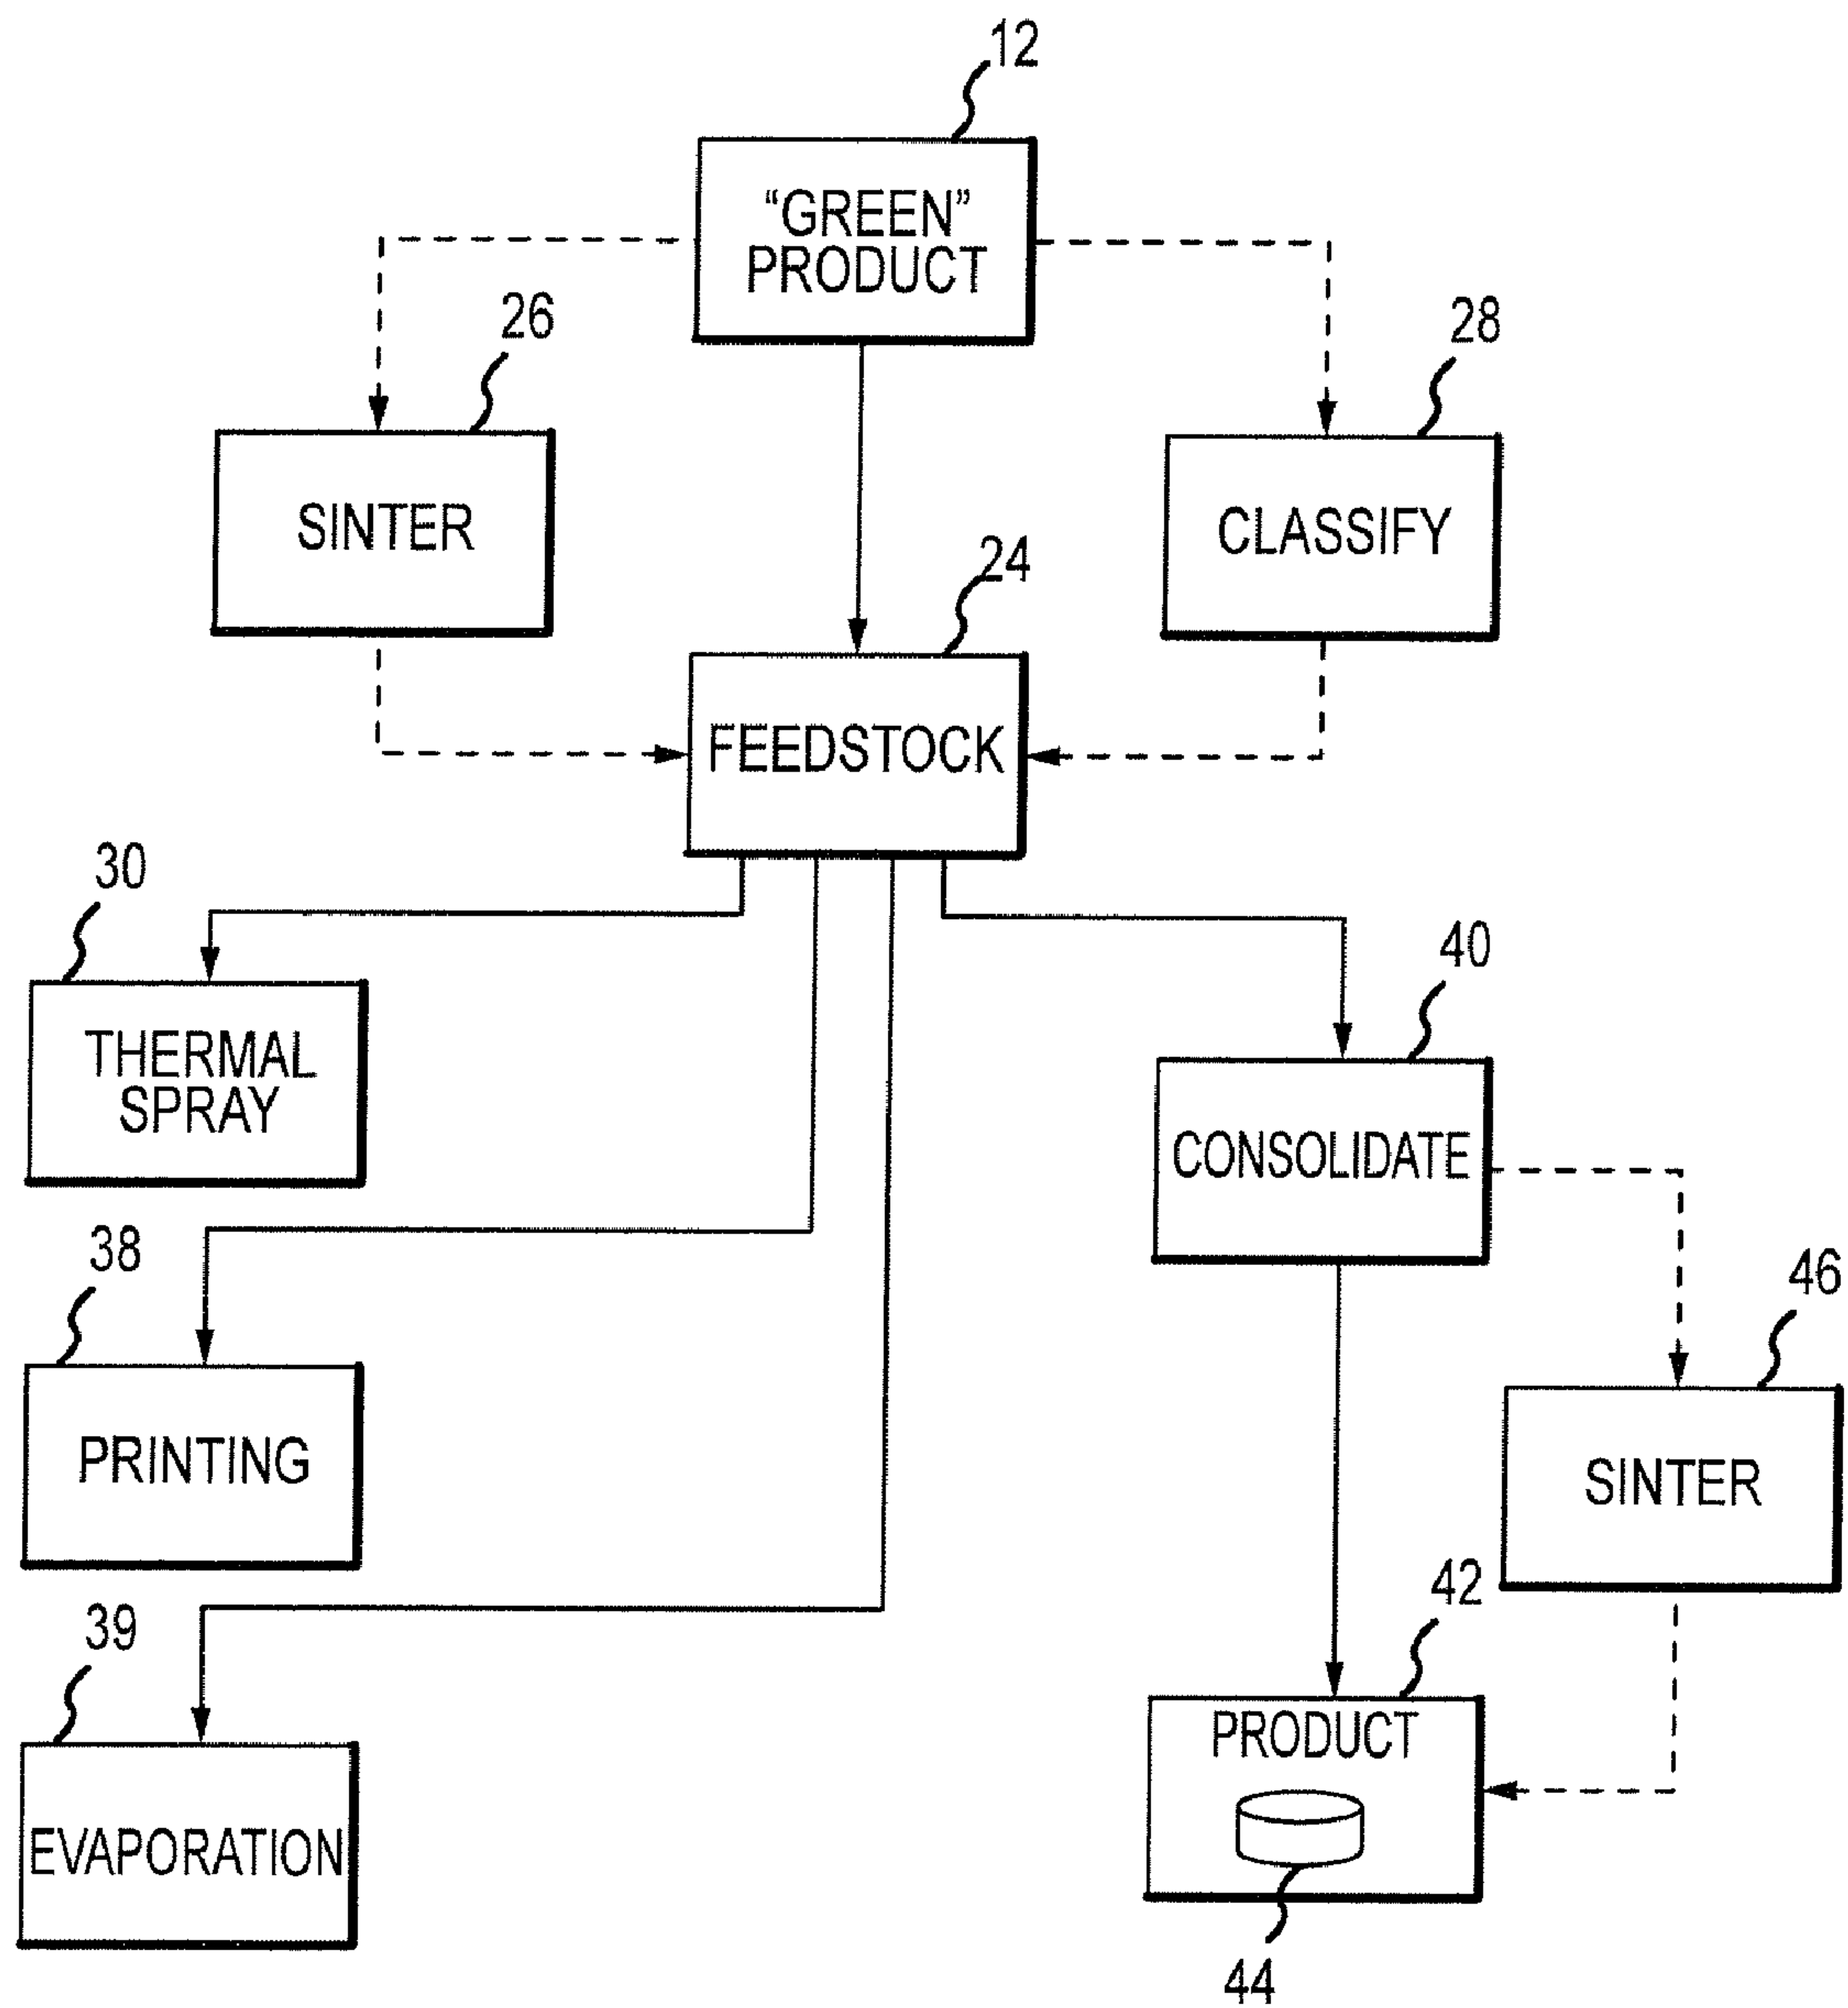 12
“GREEN”
PRODUCT
26
28
SINTER
CLASSIFY
24
FEEDSTOCK
30
THERMAL
SPRAY
40
CONSOLIDATE
38
PRINTING
46
SINTER
39
EVAPORATION
42
PRODUCT
44